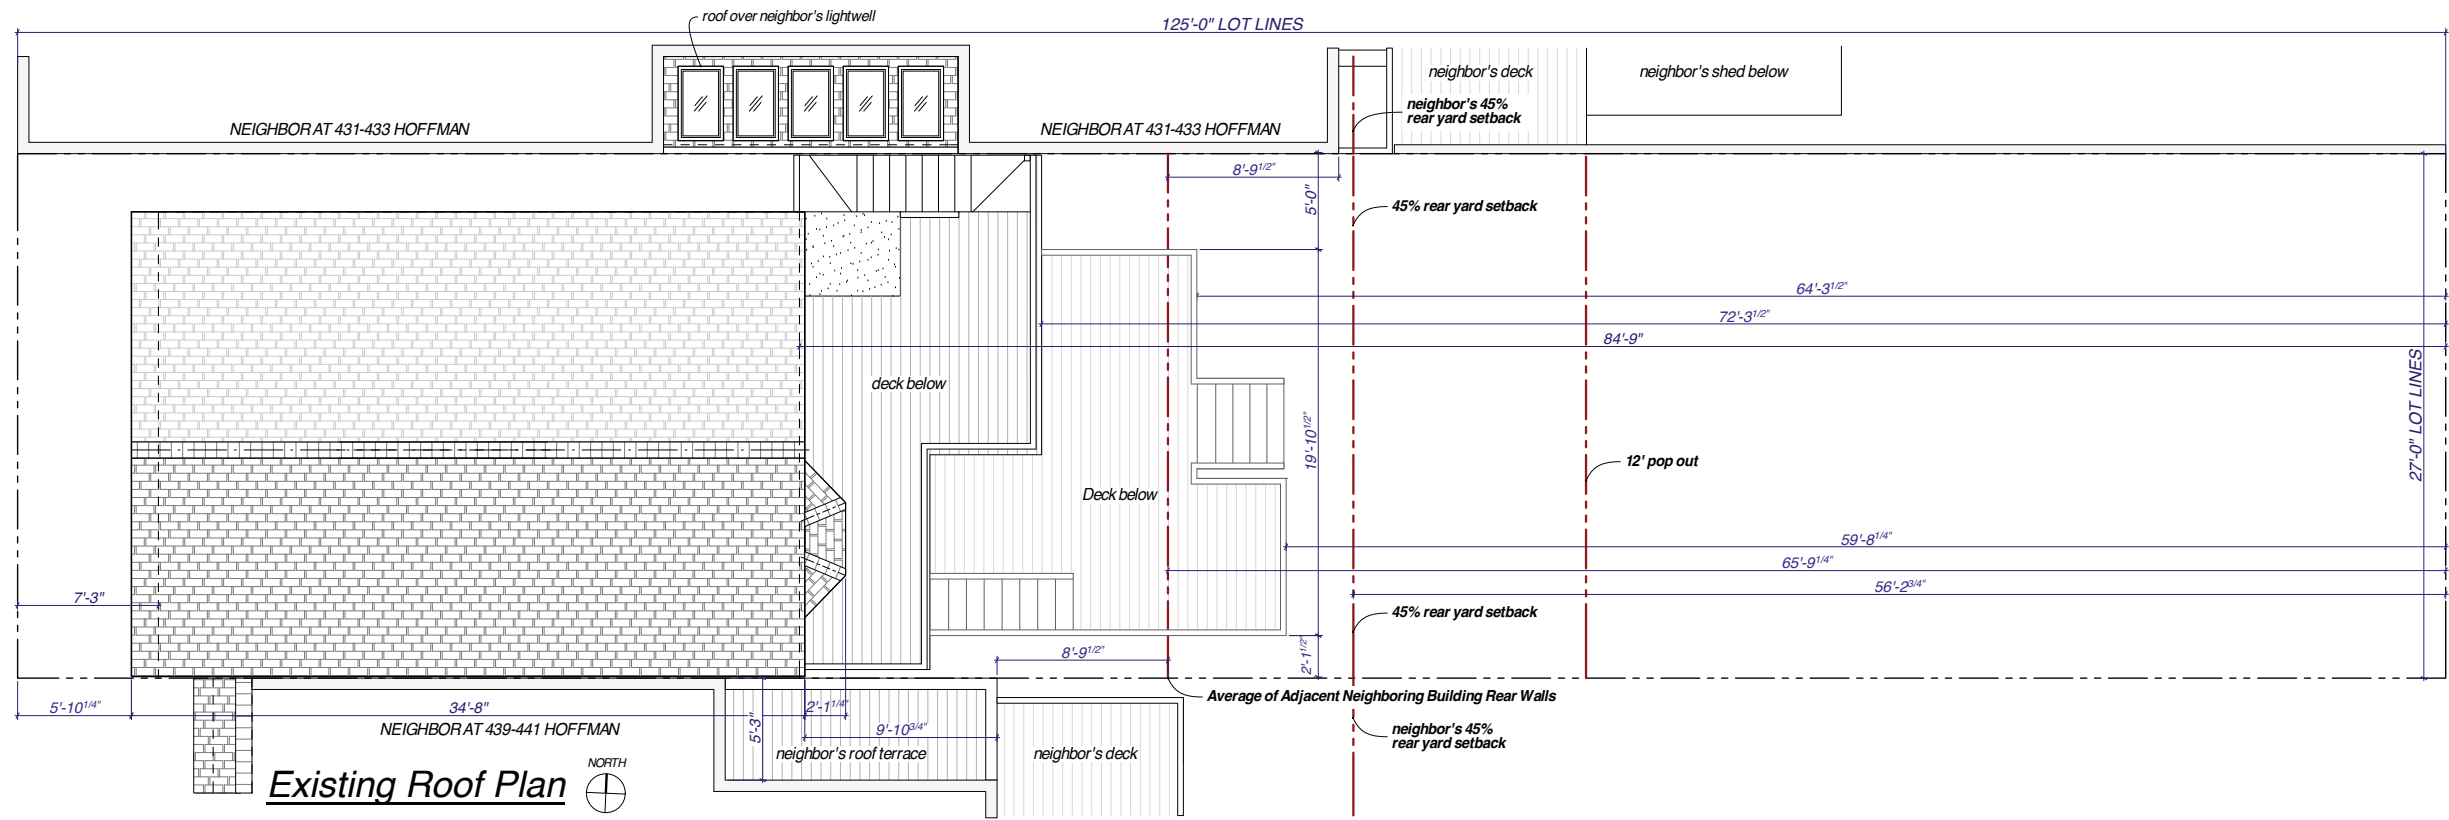 roof over neighbor's lightwell
125'-0" LOT LINES
neighbor's deck
neighbor's shed below
neighbor's 45%
rear yard setback
NEIGHBOR AT 431-433 HOFFMAN
NEIGHBOR AT 431-433 HOFFMAN
8'-9 1/2"
5'-0"
45% rear yard setback
64'-3 1/2"
72'-3 1/2"
84'-9"
27'-0" LOT LINES
deck below
19'-10 1/2"
12' pop out
Deck below
59'-8 1/4"
65'-9 1/4"
56'-2 3/4"
7'-3"
45% rear yard setback
2'-1 1/2"
8'-9 1/2"
Average of Adjacent Neighboring Building Rear Walls
5'-10 1/4"
34'-8"
2'-1 1/4"
5'-3"
9'-10 3/4"
NEIGHBOR AT 439-441 HOFFMAN
neighbor's 45%
rear yard setback
neighbor's roof terrace
neighbor's deck
Existing Roof Plan
NORTH